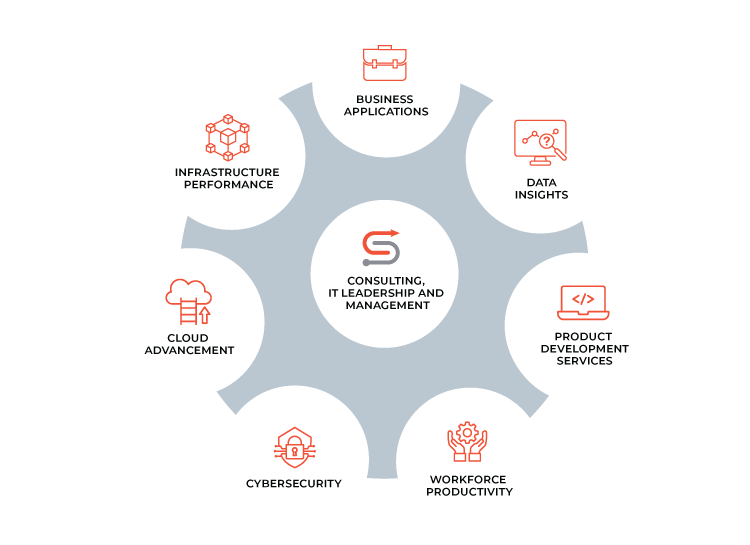 BUSINESS
APPLICATIONS
DATA
INSIGHTS
PRODUCT
DEVELOPMENT
SERVICES
WORKFORCE
PRODUCTIVITY
CYBERSECURITY
CLOUD
ADVANCEMENT
INFRASTRUCTURE
PERFORMANCE
CONSULTING,
IT LEADERSHIP AND
MANAGEMENT